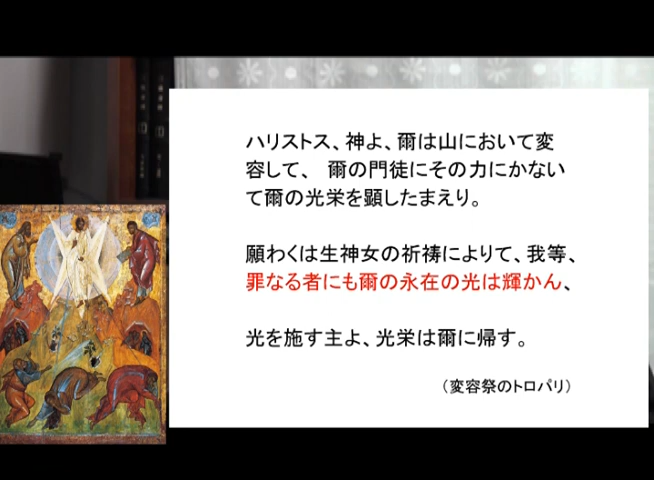 ハリストス、神よ、爾は山において変
容して、 爾の門徒にその力にかない
て爾の光栄を顕したまえり。
願わくは生神女の祈祷によりて、我等、
罪なる者にも爾の永在の光は輝かん、
光を施す主よ、光栄は爾に帰す。
（変容祭のトロパリ）